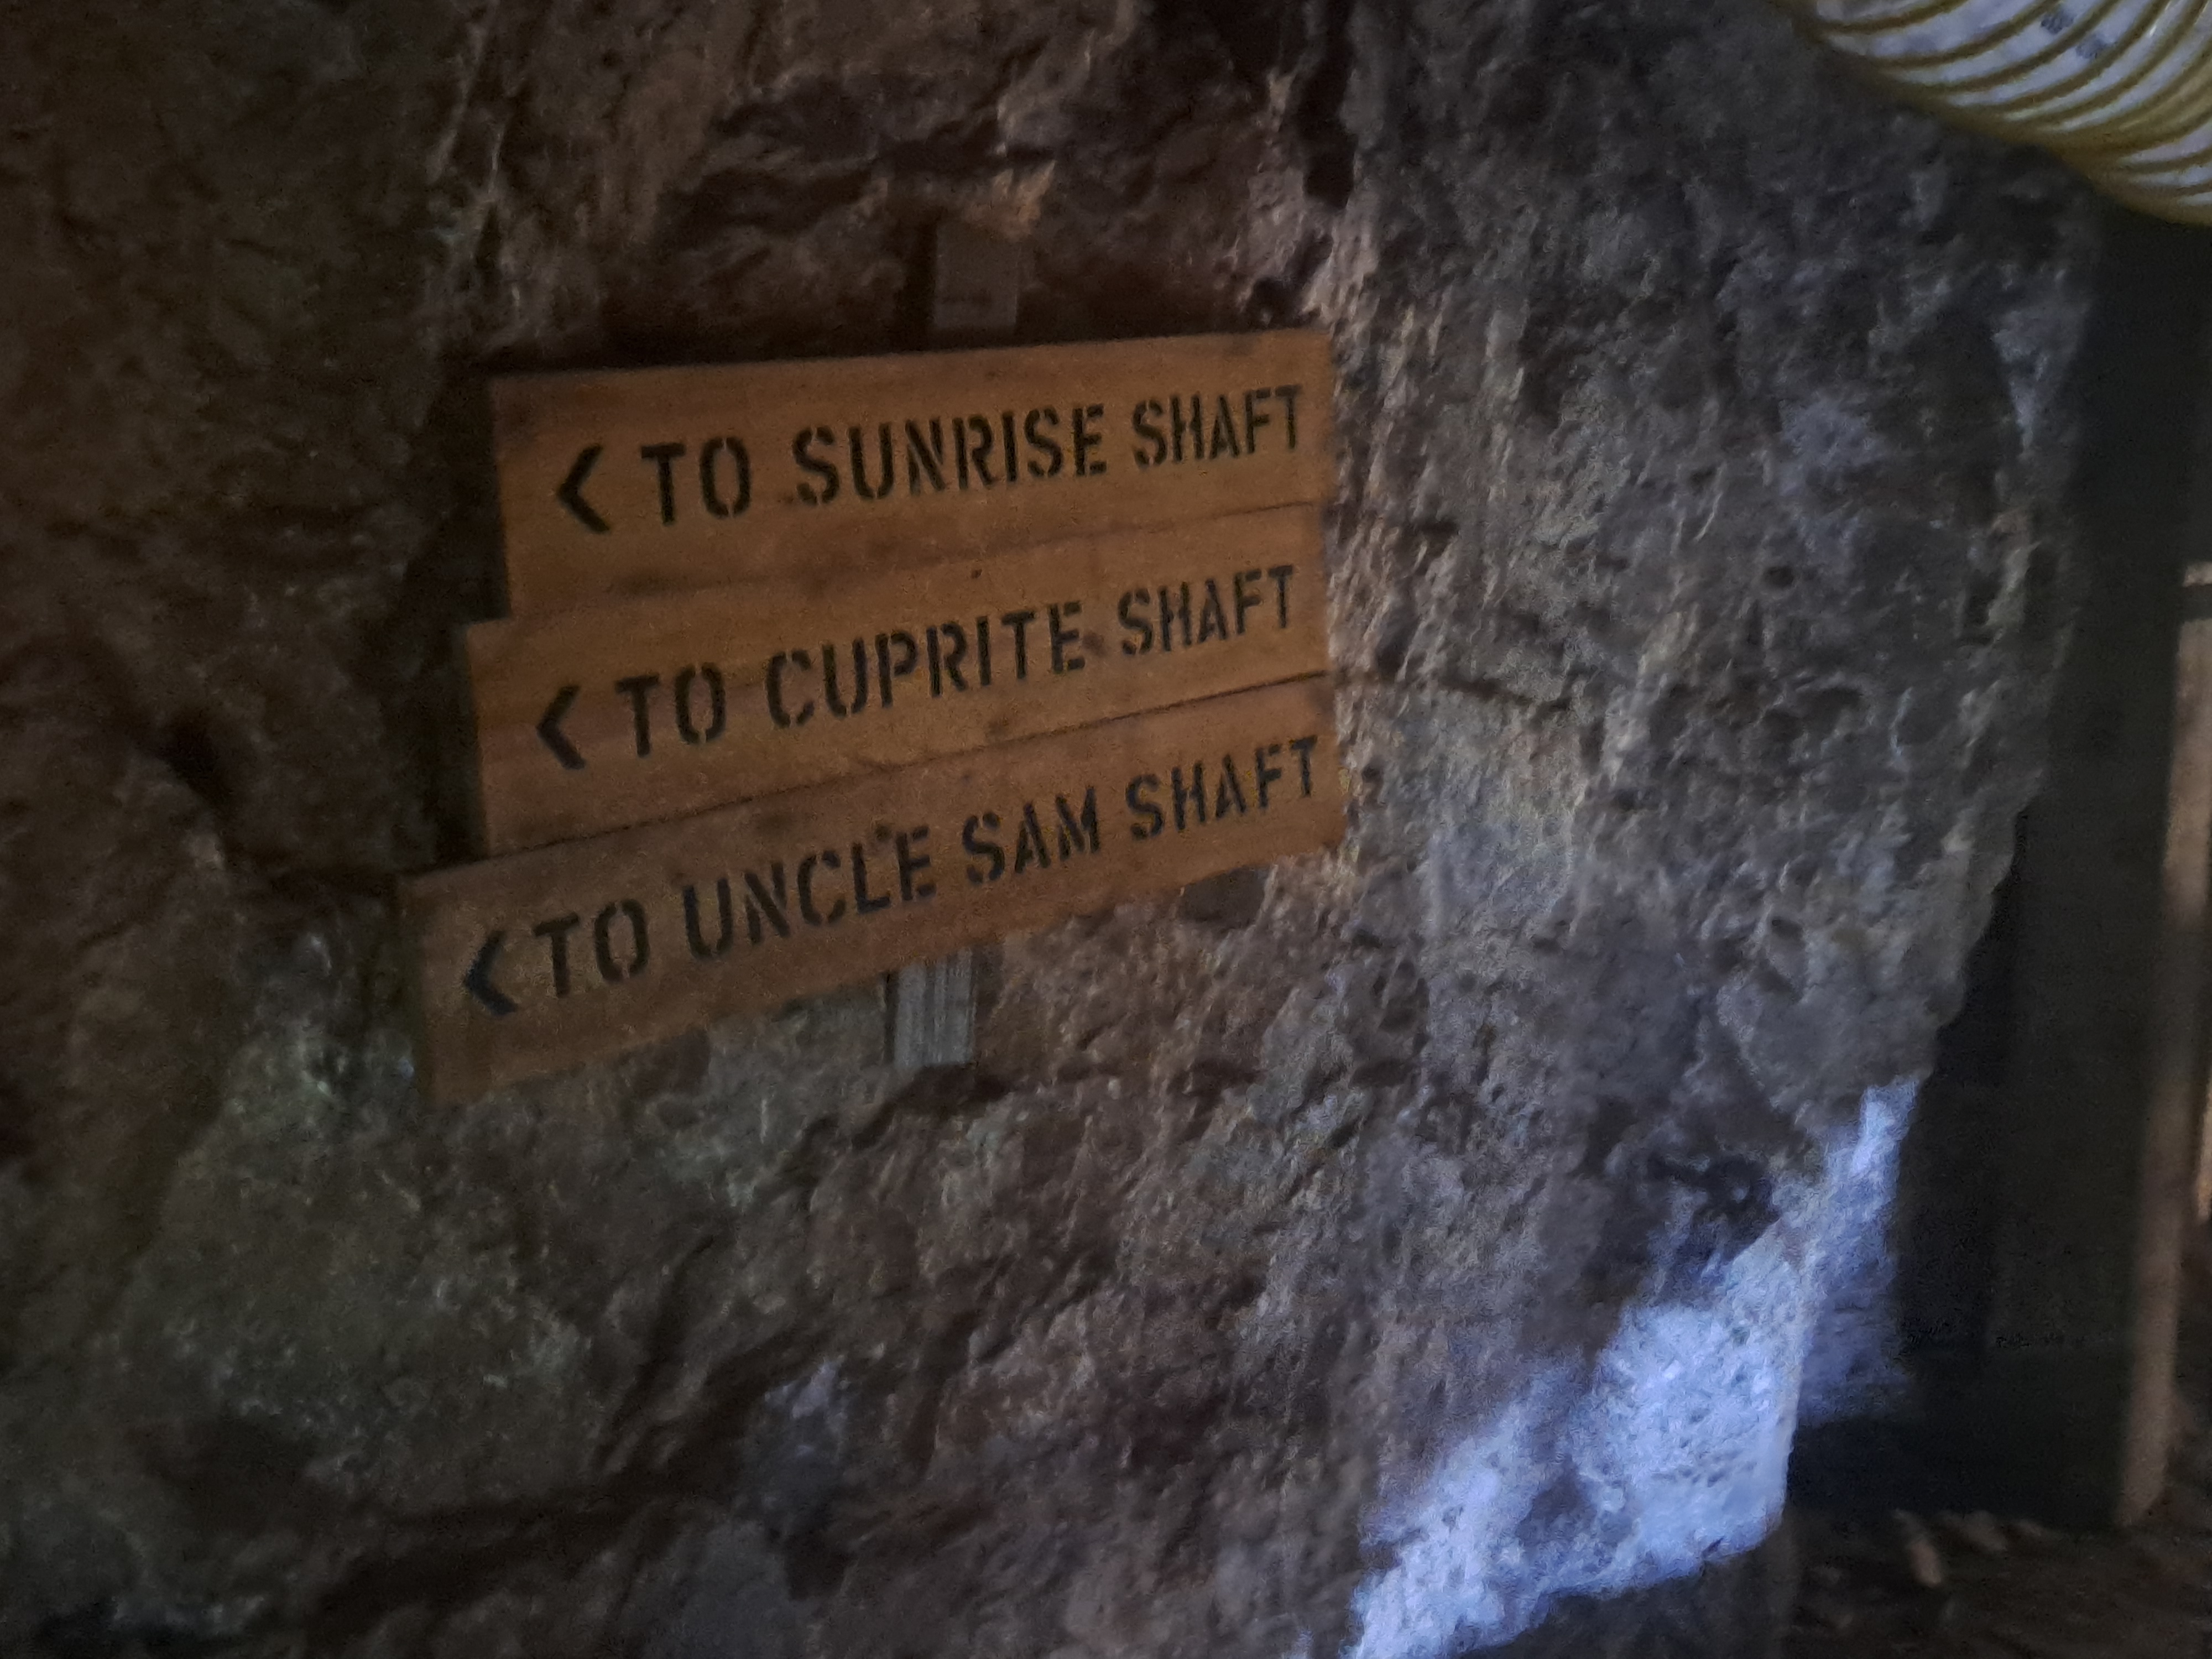 < TO SUNRISE SHAFT
< TO CUPRITE SHAFT
< TO UNCLE SAM SHAFT